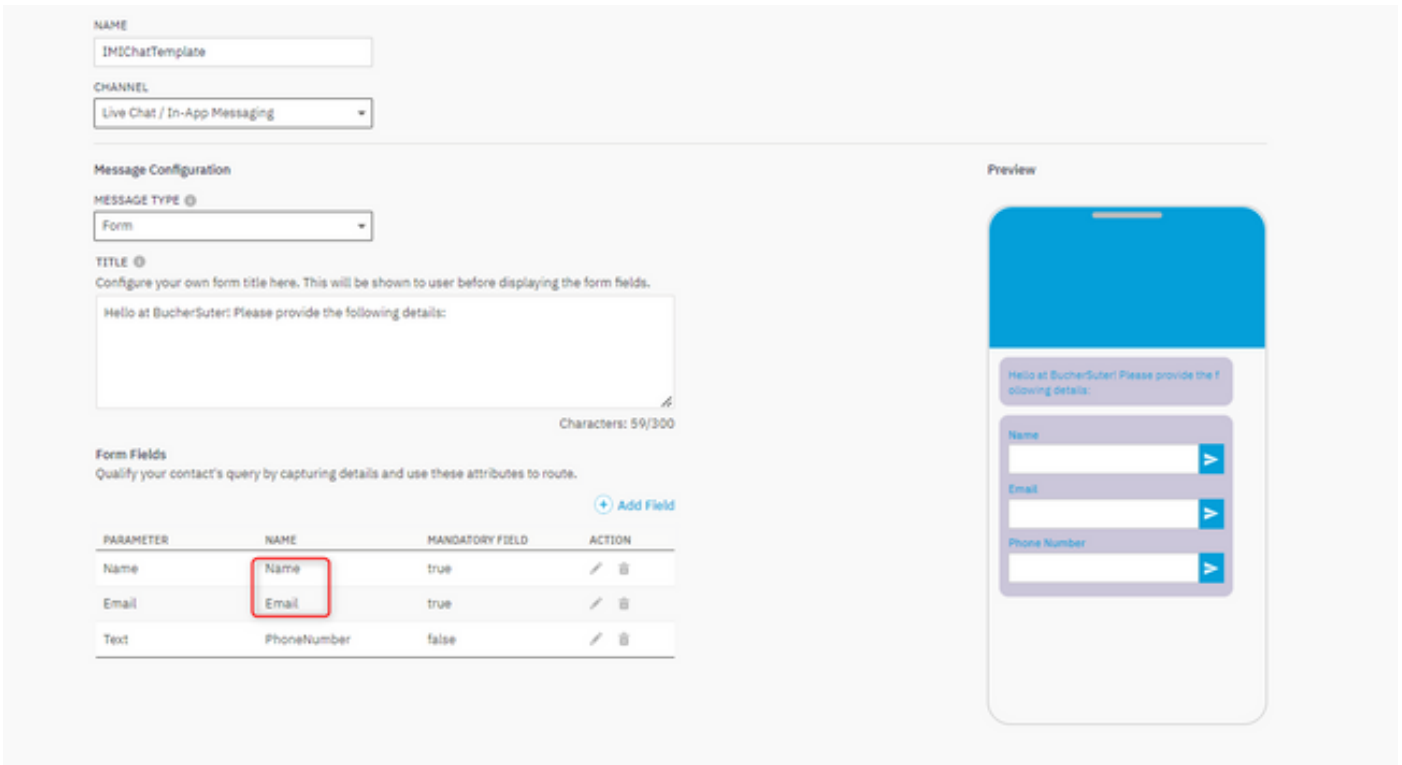 NAME
IMIChatTemplate
CHANNEL
Live Chat / In-App Messaging
Message Configuration
MESSAGE TYPE
Form
TITLE
Configure your own form title here. This will be shown to user before displaying the form fields.
Hello at BucherSuter! Please provide the following details:
Characters: 59/300
Form Fields
Qualify your contact's query by capturing details and use these attributes to route.
+ Add Field
PARAMETER NAME MANDATORY FIELD ACTION
Name Name true
Email Email true
Text PhoneNumber false
Preview
Hello at BucherSuter! Please provide the f
ollowing details:
Name
Email
Phone Number